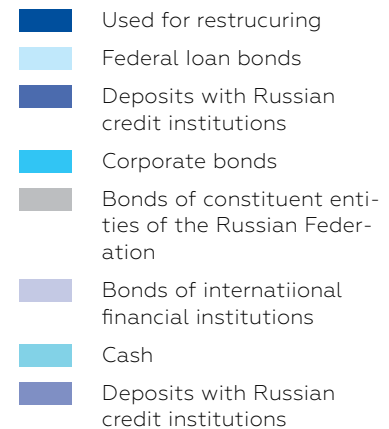 Used for restrucuring
Federal loan bonds
Deposits with Russian
credit institutions
Corporate bonds
Bonds of constituent enti-
ties of the Russian Feder-
ation
Bonds of internatiional
financial institutions
Cash
Deposits with Russian
credit institutions